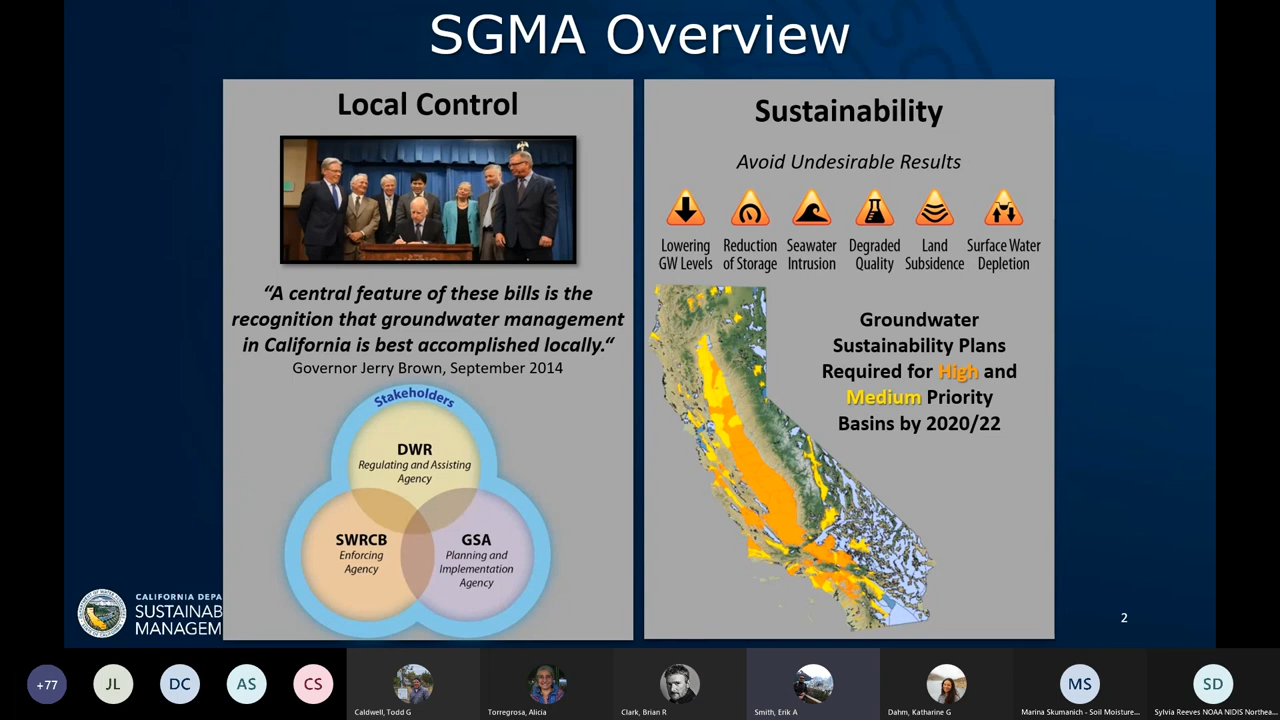 SGMA Overview
Local Control
“A central feature of these bills is the
recognition that groundwater management
in California is best accomplished locally.“
Governor Jerry Brown, September 2014
Stakeholders
DWR
Regulating and Assisting
Agency
SWRCB
Enforcing
Agency
GSA
Planning and
Implementation
Agency
Sustainability
Avoid Undesirable Results
Lowering
GW Levels
Reduction
of Storage
Seawater
Intrusion
Degraded
Quality
Land
Subsidence
Surface Water
Depletion
Groundwater
Sustainability Plans
Required for High and
Medium Priority
Basins by 2020/22
CALIFORNIA DEPA
SUSTAINAB
MANAGEM
2
+77
JL
DC
AS
CS
Caldwell, Todd G
Torregrosa, Alicia
Clark, Brian R
Smith, Erik A
Dahm, Katharine G
MS
Marina Skumanich - Soil Moisture...
SD
Sylvia Reeves NOAA NIDIS Northea...